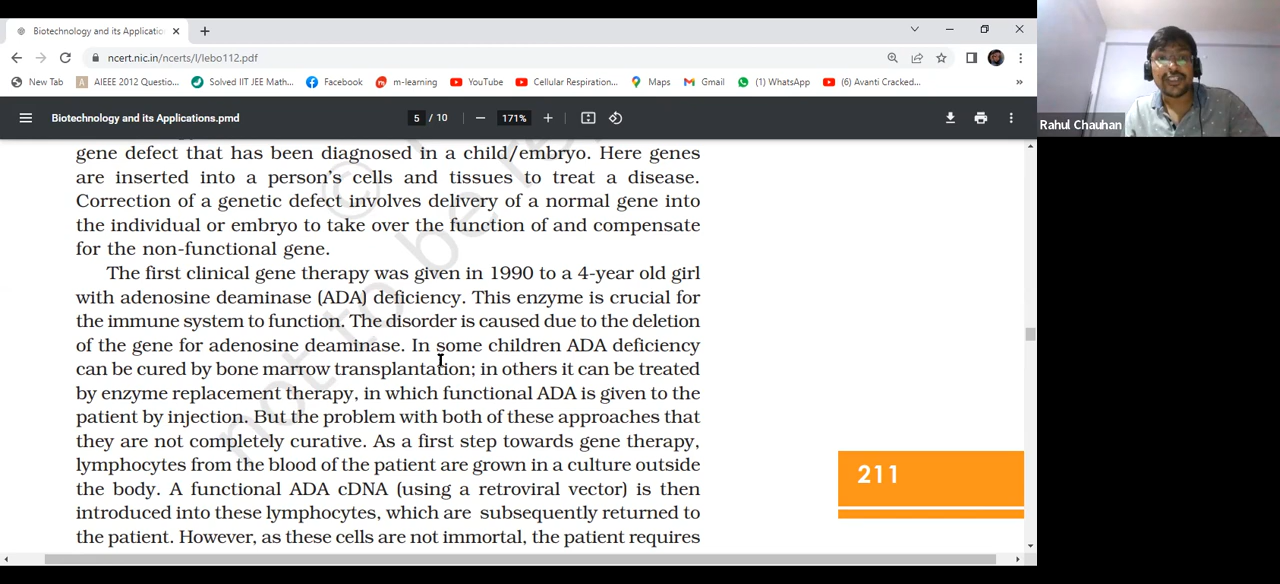 Biotechnology and its Applicatio
ncert.nic.in/ncerts/l/lebo112.pdf
New Tab
AIEEE 2012 Questio...
Solved IIT JEE Math...
Facebook
m-learning
YouTube
Cellular Respiration...
Maps
Gmail
(1) WhatsApp
(6) Avanti Cracked...
»
Biotechnology and its Applications.pmd
5 / 10
171%
Rahul Chauhan
gene defect that has been diagnosed in a child/embryo. Here genes
are inserted into a person's cells and tissues to treat a disease.
Correction of a genetic defect involves delivery of a normal gene into
the individual or embryo to take over the function of and compensate
for the non-functional gene.
The first clinical gene therapy was given in 1990 to a 4-year old girl
with adenosine deaminase (ADA) deficiency. This enzyme is crucial for
the immune system to function. The disorder is caused due to the deletion
of the gene for adenosine deaminase. In some children ADA deficiency
can be cured by bone marrow transplantation; in others it can be treated
by enzyme replacement therapy, in which functional ADA is given to the
patient by injection. But the problem with both of these approaches that
they are not completely curative. As a first step towards gene therapy,
lymphocytes from the blood of the patient are grown in a culture outside
the body. A functional ADA cDNA (using a retroviral vector) is then
introduced into these lymphocytes, which are subsequently returned to
the patient. However, as these cells are not immortal, the patient requires
211
©
not to be re